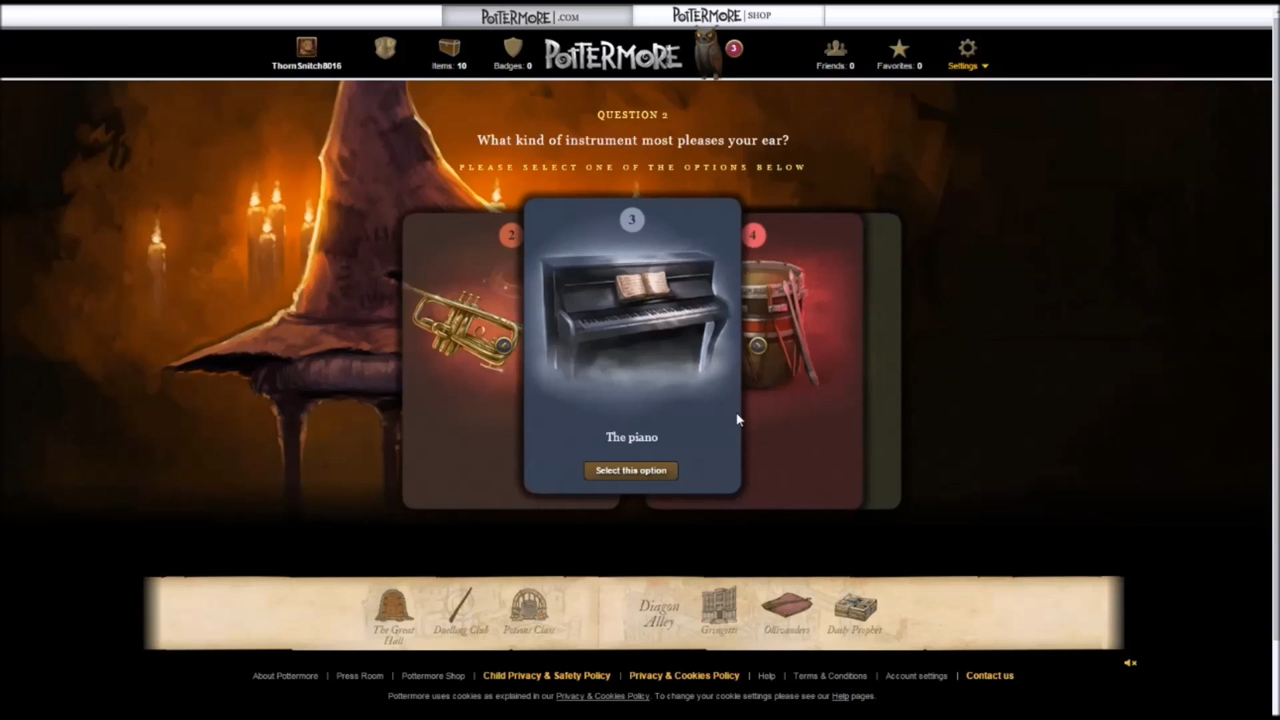 POTTERMORE|.COM
POTTERMORE|SHOP
ThornSnitch8016
Items: 10
Badges: 0
POTTERMORE
3
Friends: 0
Favorites: 0
Settings
QUESTION 2
What kind of instrument most pleases your ear?
PLEASE SELECT ONE OF THE OPTIONS BELOW
2
3
4
The piano
Select this option
The Great Hall
Duelling Club
Potions Class
Diagon Alley
Gringotts
Ollivanders
Daily Prophet
About Pottermore | Press Room | Pottermore Shop | Child Privacy & Safety Policy | Privacy & Cookies Policy | Help | Terms & Conditions | Account settings | Contact us
Pottermore uses cookies as explained in our Privacy & Cookies Policy. To change your cookie settings please see our Help pages.